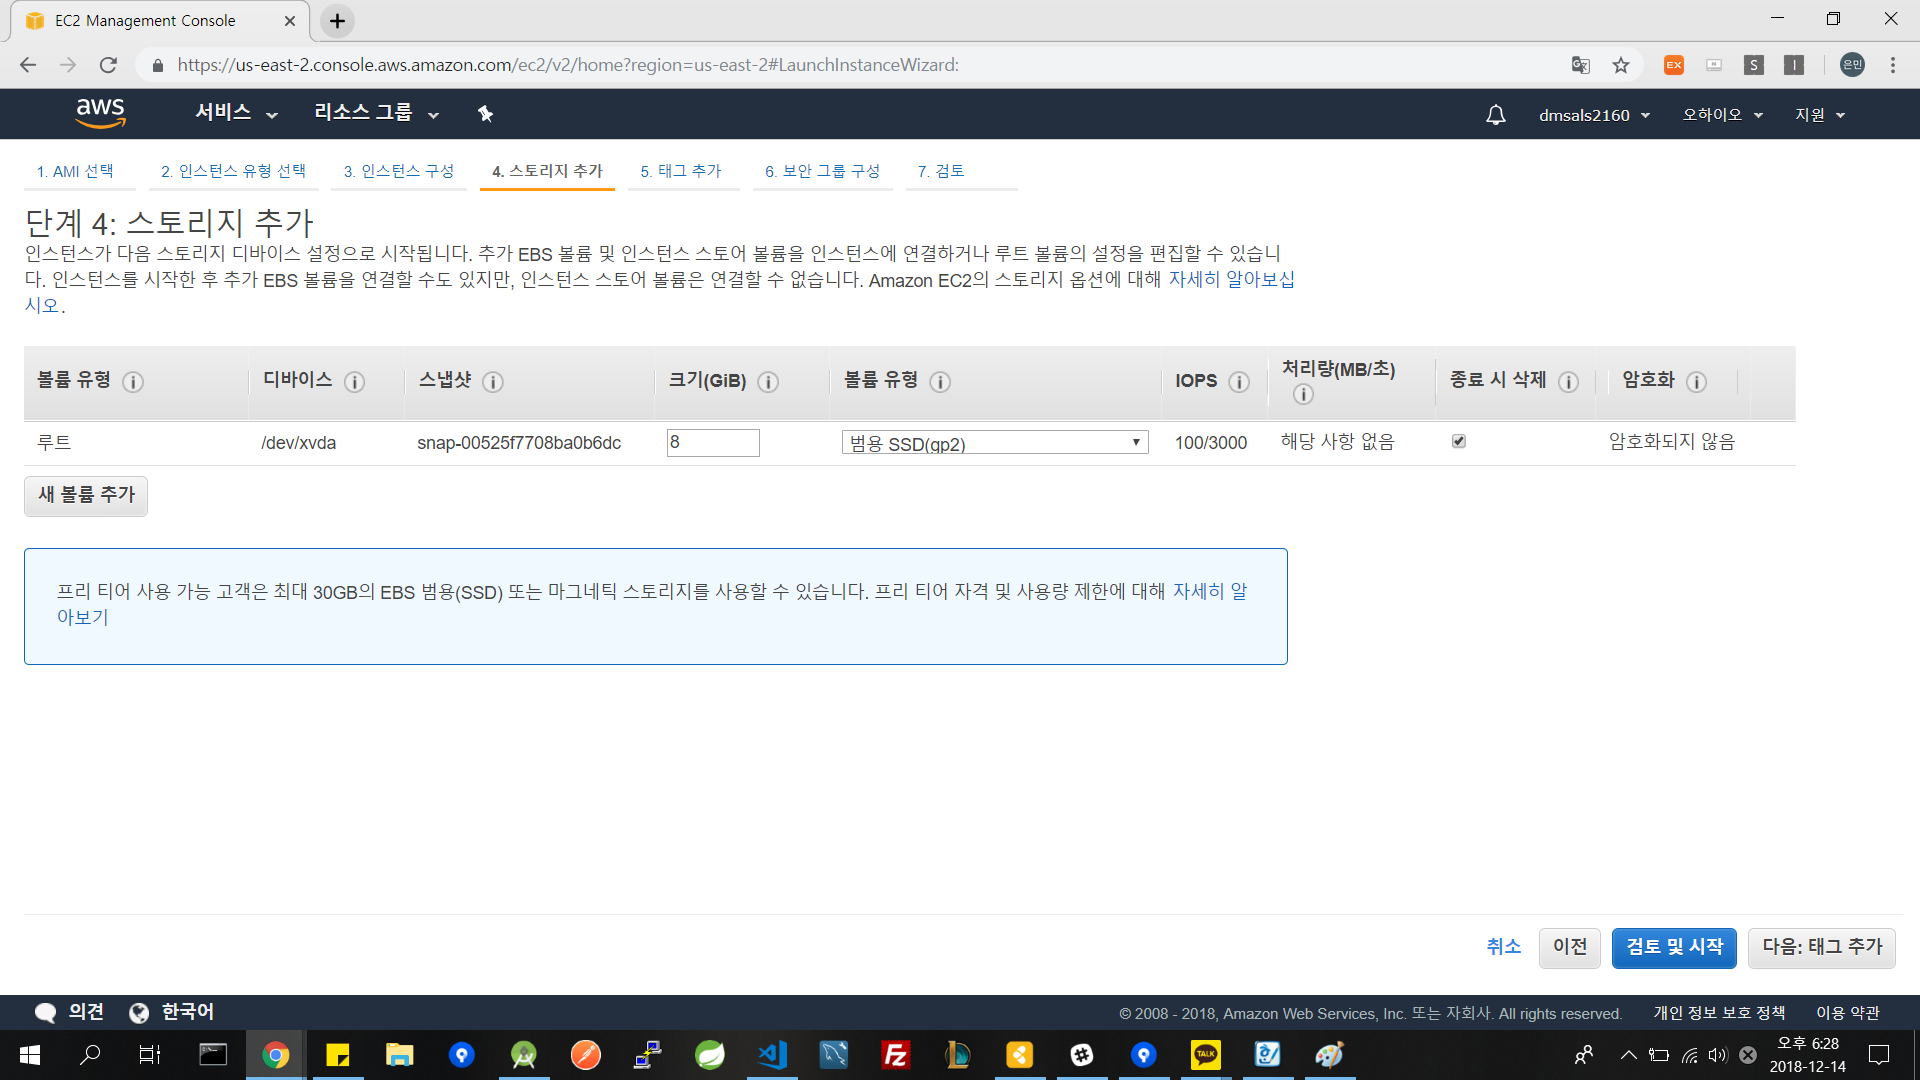 EC2 Management Console
https://us-east-2.console.aws.amazon.com/ec2/v2/home?region=us-east-2#LaunchInstanceWizard:
EX
S
I
은민
aws
서비스
리소스 그룹
dmsals2160
오하이오
지원
1. AMI 선택
2. 인스턴스 유형 선택
3. 인스턴스 구성
4. 스토리지 추가
5. 태그 추가
6. 보안 그룹 구성
7. 검토
단계 4: 스토리지 추가
인스턴스가 다음 스토리지 디바이스 설정으로 시작됩니다. 추가 EBS 볼륨 및 인스턴스 스토어 볼륨을 인스턴스에 연결하거나 루트 볼륨의 설정을 편집할 수 있습니
다. 인스턴스를 시작한 후 추가 EBS 볼륨을 연결할 수도 있지만, 인스턴스 스토어 볼륨은 연결할 수 없습니다. Amazon EC2의 스토리지 옵션에 대해 자세히 알아보십
시오.
볼륨 유형 디바이스 스냅샷 크기(GiB) 볼륨 유형 IOPS 처리량(MB/초) 종료 시 삭제 암호화
루트 /dev/xvda snap-00525f7708ba0b6dc 8 범용 SSD(gp2) 100/3000 해당 사항 없음 암호화되지 않음
새 볼륨 추가
프리 티어 사용 가능 고객은 최대 30GB의 EBS 범용(SSD) 또는 마그네틱 스토리지를 사용할 수 있습니다. 프리 티어 자격 및 사용량 제한에 대해 자세히 알
아보기
취소
이전
검토 및 시작
다음: 태그 추가
의견
한국어
© 2008 - 2018, Amazon Web Services, Inc. 또는 자회사. All rights reserved.
개인 정보 보호 정책
이용 약관
Fz
TALK
오후 6:28
2018-12-14